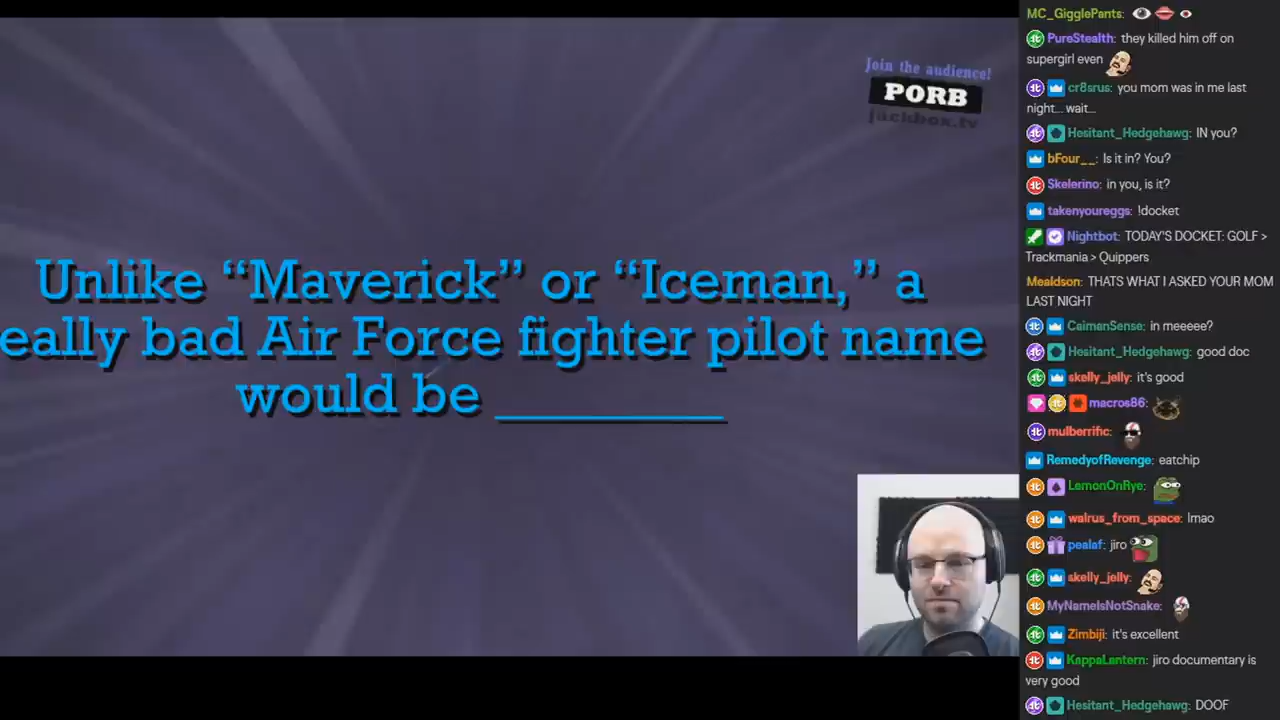 Join the audience!
PORB
jackbox.tv
Unlike “Maverick” or “Iceman,” a
eally bad Air Force fighter pilot name
would be ________
MC_GigglePants:
PureStealth: they killed him off on
supergirl even
cr8srus: you mom was in me last
night... wait...
Hesitant_Hedgehawg: IN you?
bFour__: Is it in? You?
Skelerino: in you, is it?
takenyoureggs: !docket
Nightbot: TODAY'S DOCKET: GOLF >
Trackmania > Quippers
Mealdson: THATS WHAT I ASKED YOUR MOM
LAST NIGHT
CaimanSense: in meeeee?
Hesitant_Hedgehawg: good doc
skelly_jelly: it's good
macros86:
mulberrific:
RemedyofRevenge: eatchip
LemonOnRye:
walrus_from_space: lmao
pealaf: jiro
skelly_jelly:
MyNameIsNotSnake:
Zimbiji: it's excellent
KappaLantern: jiro documentary is
very good
Hesitant_Hedgehawg: DOOF